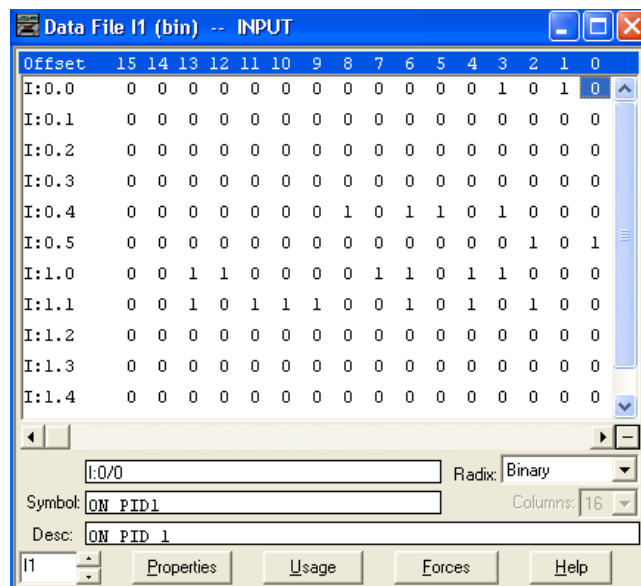 Data File I1 (bin) -- INPUT
Offset 15 14 13 12 11 10 9 8 7 6 5 4 3 2 1 0
I:0.0 0 0 0 0 0 0 0 0 0 0 0 0 1 0 1 0
I:0.1 0 0 0 0 0 0 0 0 0 0 0 0 0 0 0 0
I:0.2 0 0 0 0 0 0 0 0 0 0 0 0 0 0 0 0
I:0.3 0 0 0 0 0 0 0 0 0 0 0 0 0 0 0 0
I:0.4 0 0 0 0 0 0 0 1 0 1 1 0 1 0 0 0
I:0.5 0 0 0 0 0 0 0 0 0 0 0 0 0 1 0 1
I:1.0 0 0 1 1 0 0 0 0 1 1 0 1 1 0 0 0
I:1.1 0 0 1 0 1 1 1 0 0 1 0 1 0 1 0 0
I:1.2 0 0 0 0 0 0 0 0 0 0 0 0 0 0 0 0
I:1.3 0 0 0 0 0 0 0 0 0 0 0 0 0 0 0 0
I:1.4 0 0 0 0 0 0 0 0 0 0 0 0 0 0 0 0
I:0/0 Radix: Binary
Symbol: ON PID1 Columns: 16
Desc: ON PID 1
I1 Properties Usage Forces Help